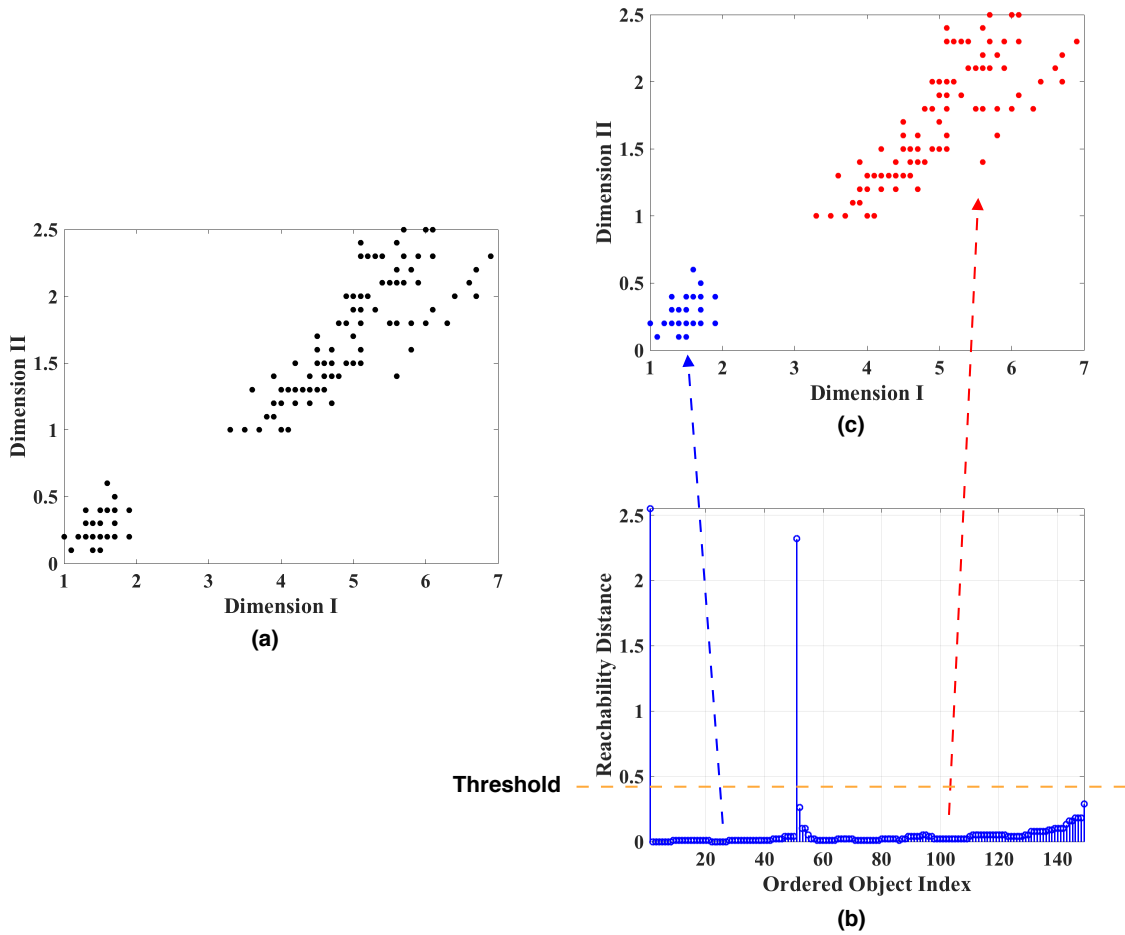 2.5
2
1.5
1
0.5
0
Dimension II
1 2 3 4 5 6 7
Dimension I
(a)
2.5
2
1.5
1
0.5
0
Dimension II
1 2 3 4 5 6 7
Dimension I
(c)
2.5
2
1.5
1
0.5
0
Reachability Distance
Threshold
20 40 60 80 100 120 140
Ordered Object Index
(b)